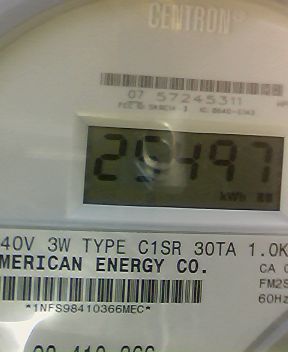 CENTRON
07 57245311
29497
kWh
40V 3W TYPE C1SR 30TA 1.0K
MERICAN ENERGY CO.
CA
FM2S
60Hz
*1NFS98410366MEC*